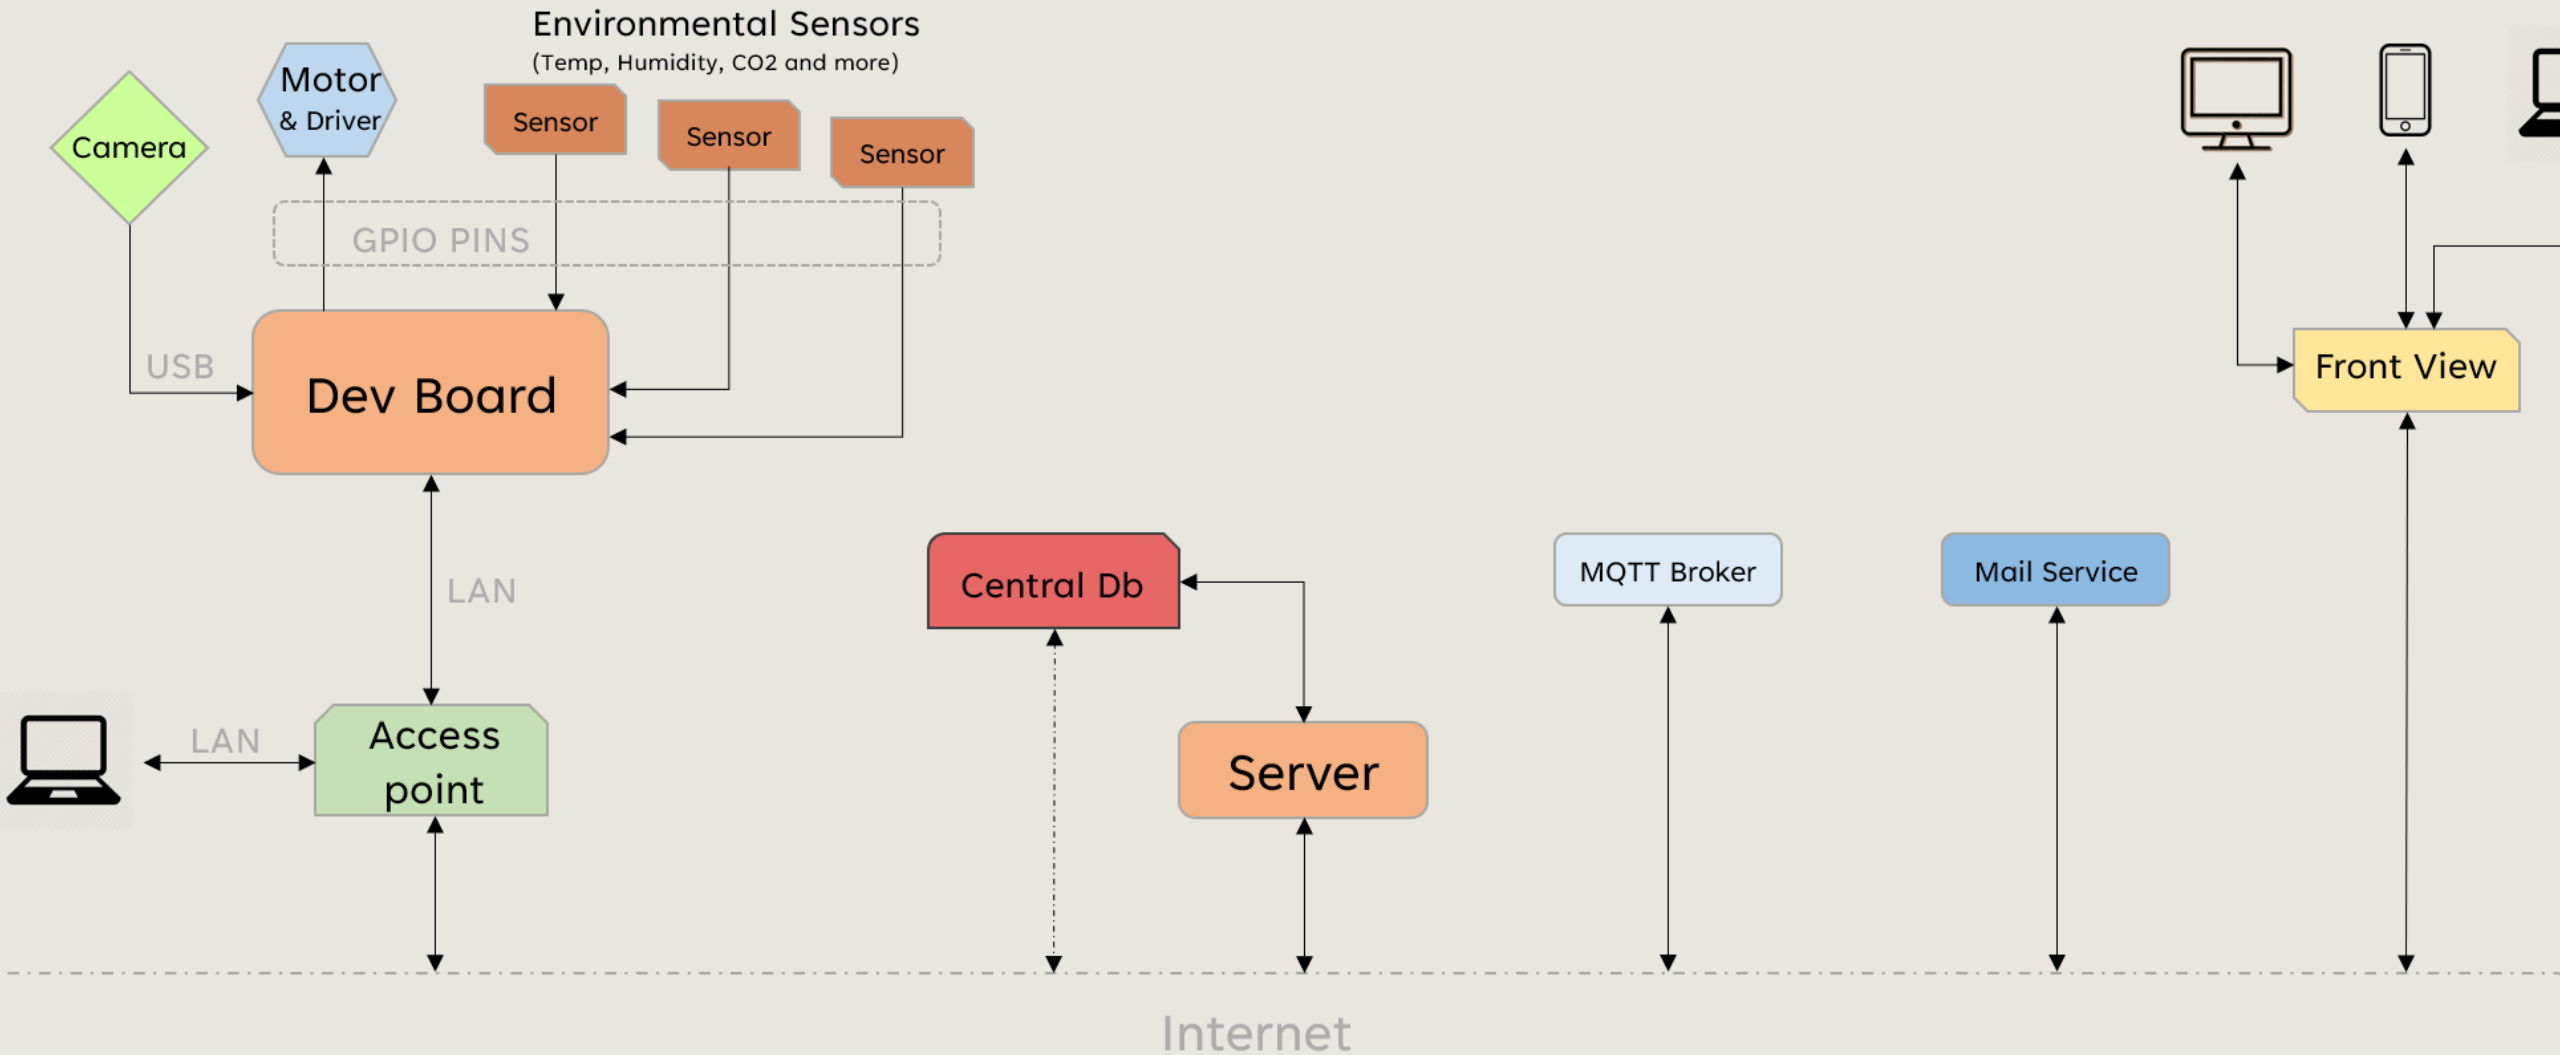 Environmental Sensors
(Temp, Humidity, CO2 and more)
Motor
& Driver
Camera
Sensor
Sensor
Sensor
GPIO PINS
USB
Dev Board
Front View
LAN
Central Db
MQTT Broker
Mail Service
LAN
Access
point
Server
Internet